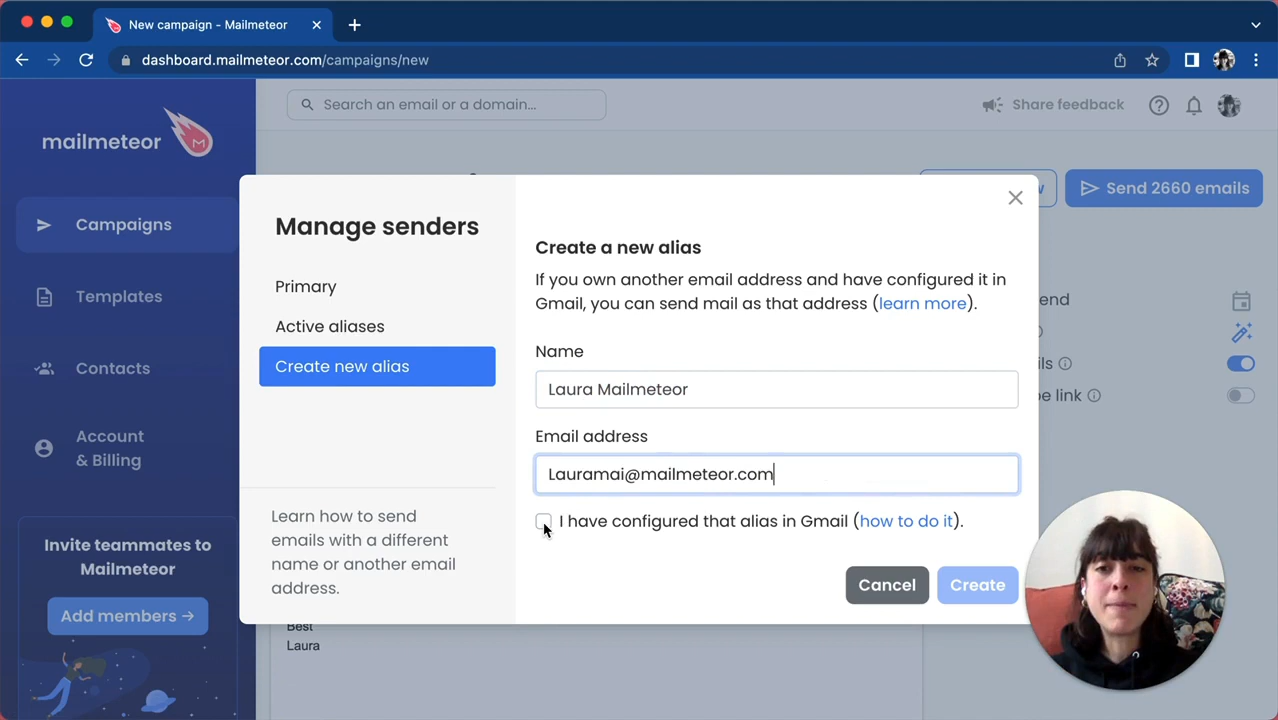 New campaign - Mailmeteor
dashboard.mailmeteor.com/campaigns/new
mailmeteor
Search an email or a domain...
Share feedback
Campaigns
Templates
Contacts
Account
& Billing
Invite teammates to
Mailmeteor
Add members →
Send 2660 emails
Manage senders
Primary
Active aliases
Create new alias
Learn how to send
emails with a different
name or another email
address.
Create a new alias
If you own another email address and have configured it in
Gmail, you can send mail as that address (learn more).
Name
Laura Mailmeteor
Email address
Lauramai@mailmeteor.com
I have configured that alias in Gmail (how to do it).
Cancel
Create
Best
Laura